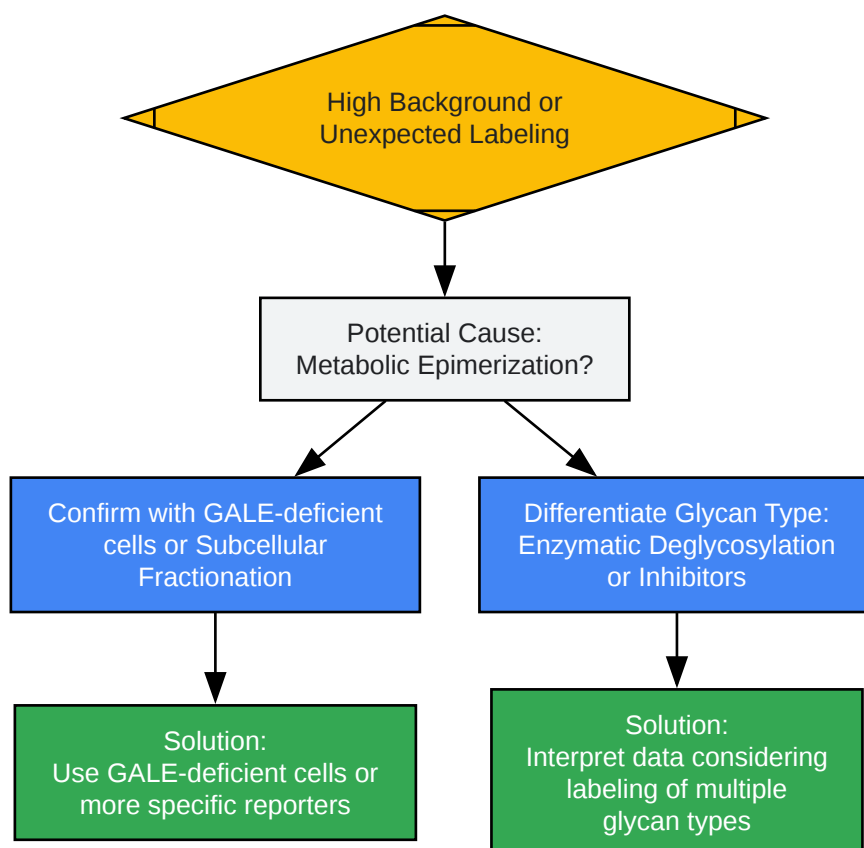 High Background or
Unexpected Labeling
Potential Cause:
Metabolic Epimerization?
Confirm with GALE-deficient
cells or Subcellular
Fractionation
Differentiate Glycan Type:
Enzymatic Deglycosylation
or Inhibitors
Solution:
Use GALE-deficient cells or
more specific reporters
Solution:
Interpret data considering
labeling of multiple
glycan types